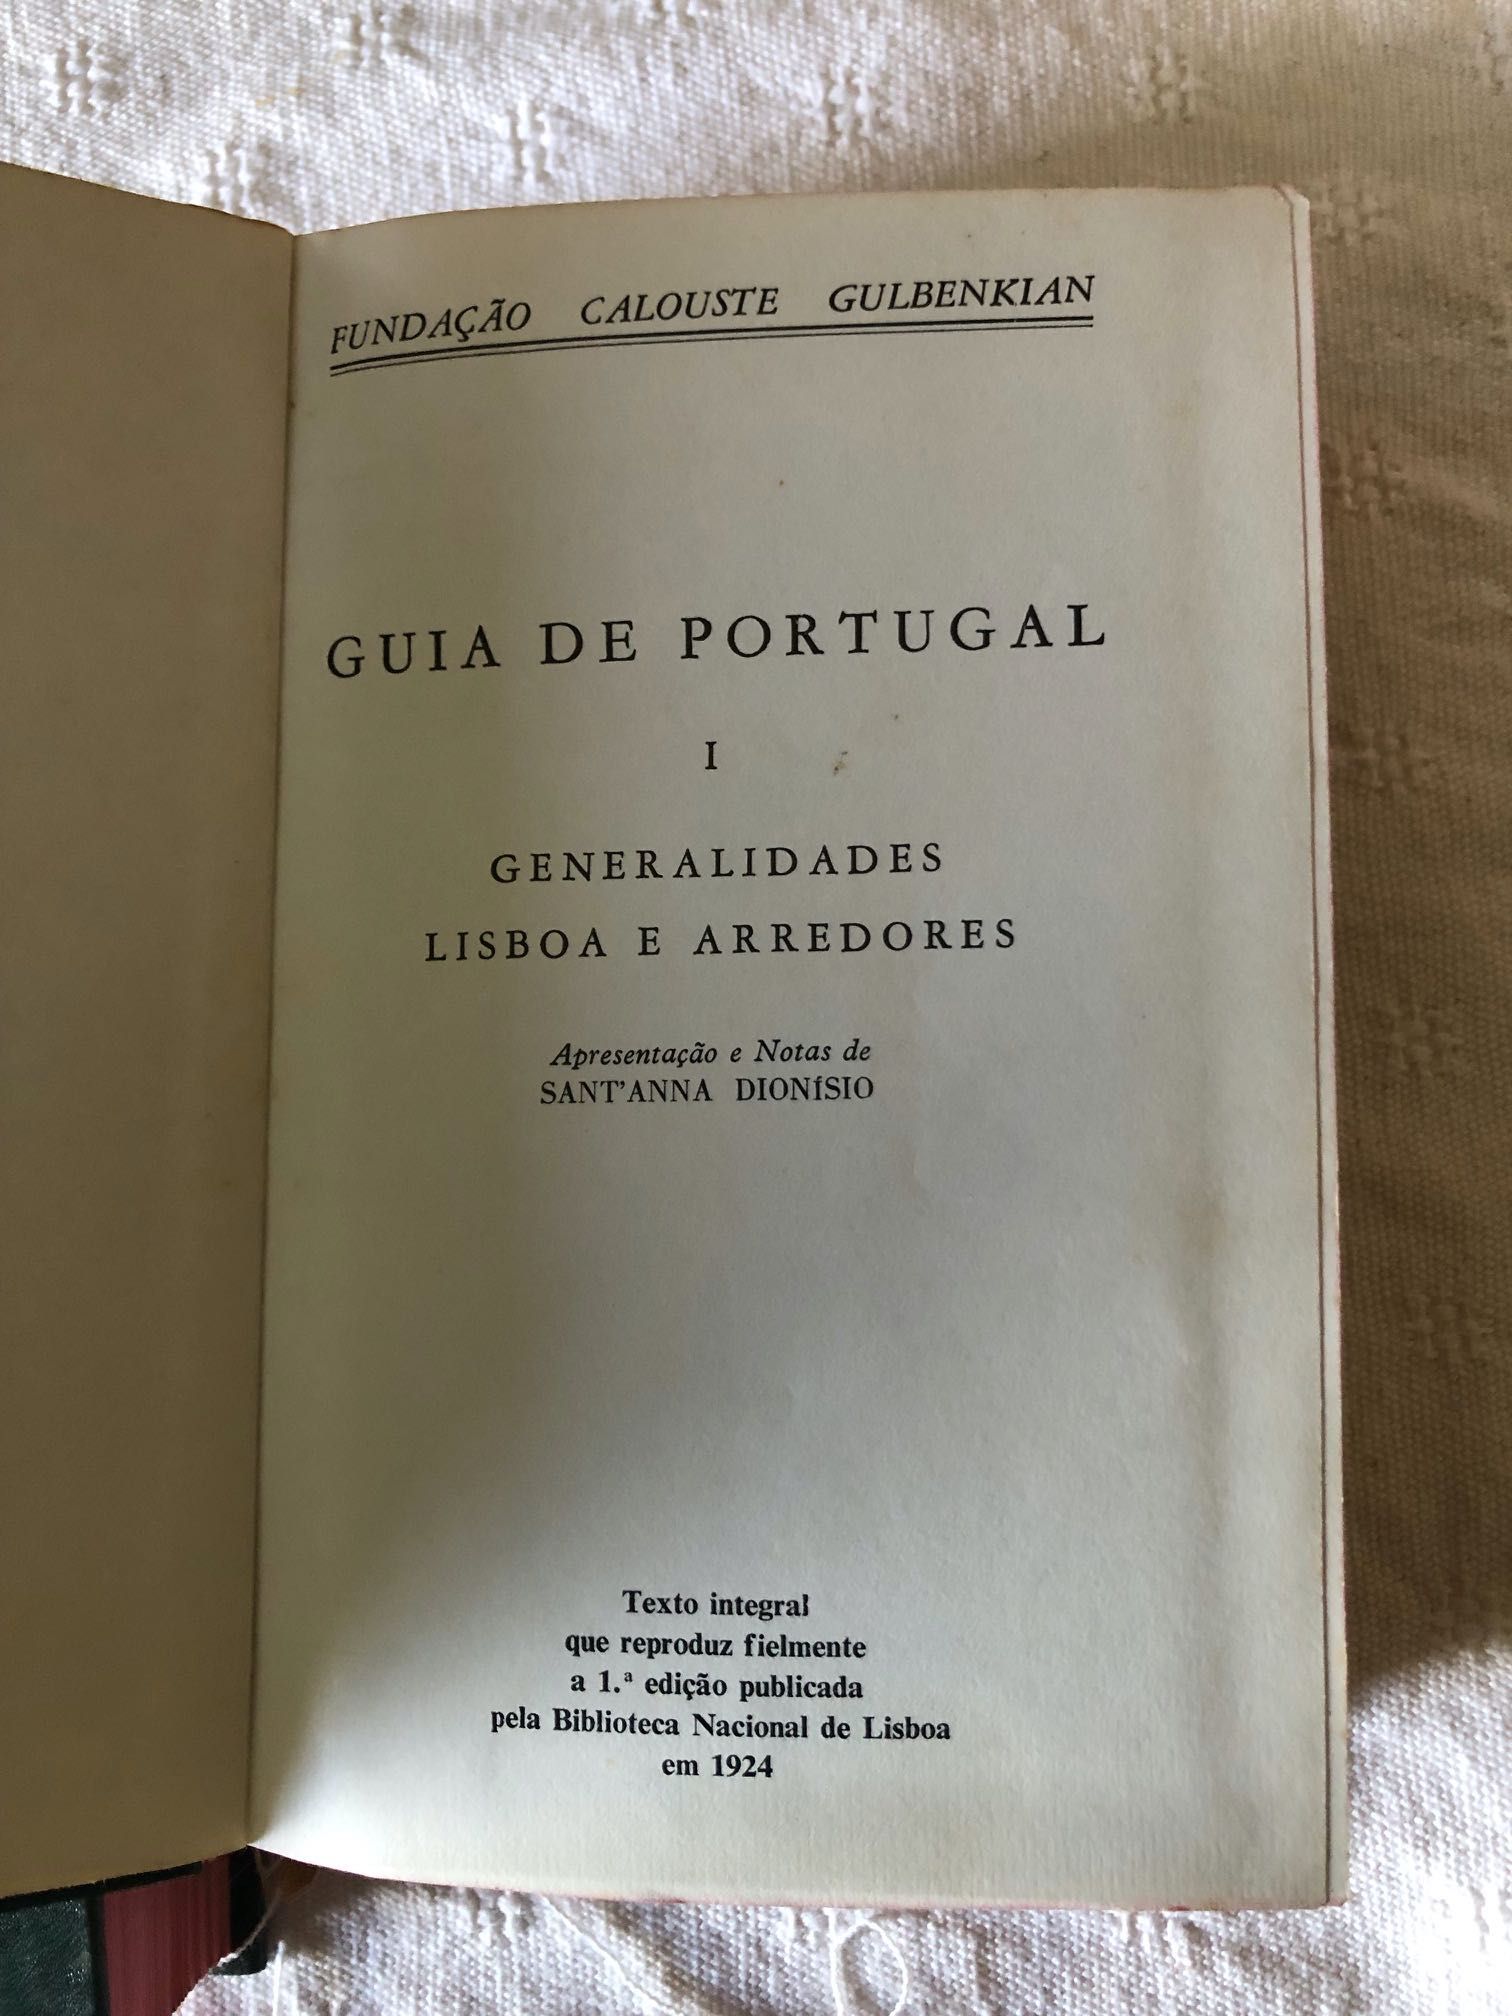 FUNDAÇÃO CALOUSTE GULBENKIAN
GUIA DE PORTUGAL
I
GENERALIDADES
LISBOA E ARREDORES
Apresentação e Notas de
SANT'ANNA DIONÍSIO
Texto integral
que reproduz fielmente
a 1.ª edição publicada
pela Biblioteca Nacional de Lisboa
em 1924